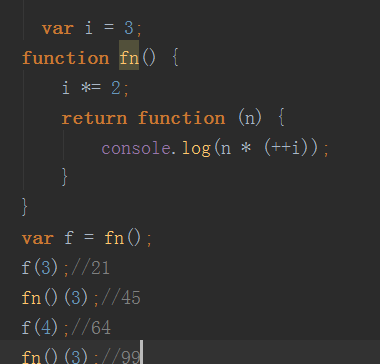 var i = 3;
function fn() {
i *= 2;
return function (n) {
console.log(n * (++i));
}
}
var f = fn();
f(3);//21
fn()(3);//45
f(4);//64
fn()(3);//99